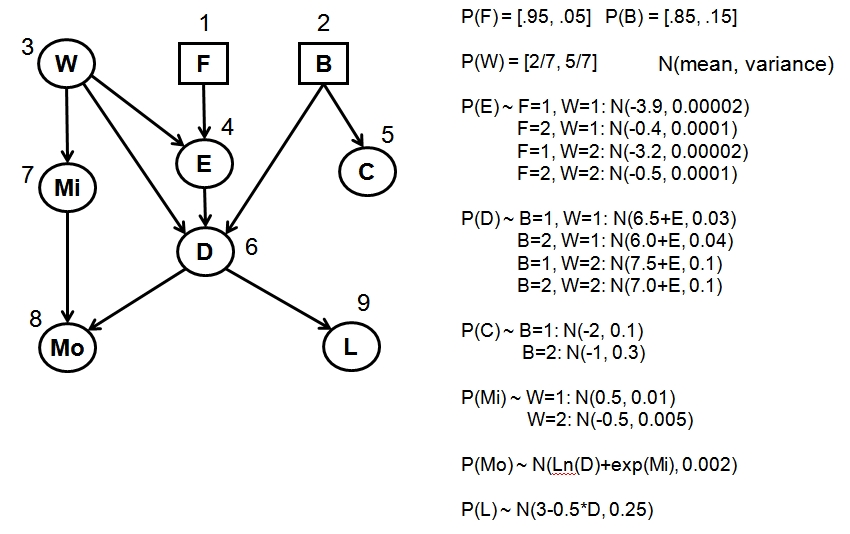 1
2
3
W
F
B
4
5
E
C
7
Mi
D
6
8
9
Mo
L
P(F)= [.95, .05] P(B) = [.85, .15]
P(W) = [2/7, 5/7] N(mean, variance)
P(E) ~ F=1, W=1: N(-3.9, 0.00002)
F=2, W=1: N(-0.4, 0.0001)
F=1, W=2: N(-3.2, 0.00002)
F=2, W=2: N(-0.5, 0.0001)
P(D) ~ B=1, W=1: N(6.5+E, 0.03)
B=2, W=1: N(6.0+E, 0.04)
B=1, W=2: N(7.5+E, 0.1)
B=2, W=2: N(7.0+E, 0.1)
P(C) ~ B=1: N(-2, 0.1)
B=2: N(-1, 0.3)
P(Mi) ~ W=1: N(0.5, 0.01)
W=2: N(-0.5, 0.005)
P(Mo) ~ N(Ln(D)+exp(Mi), 0.002)
P(L) ~ N(3-0.5*D, 0.25)